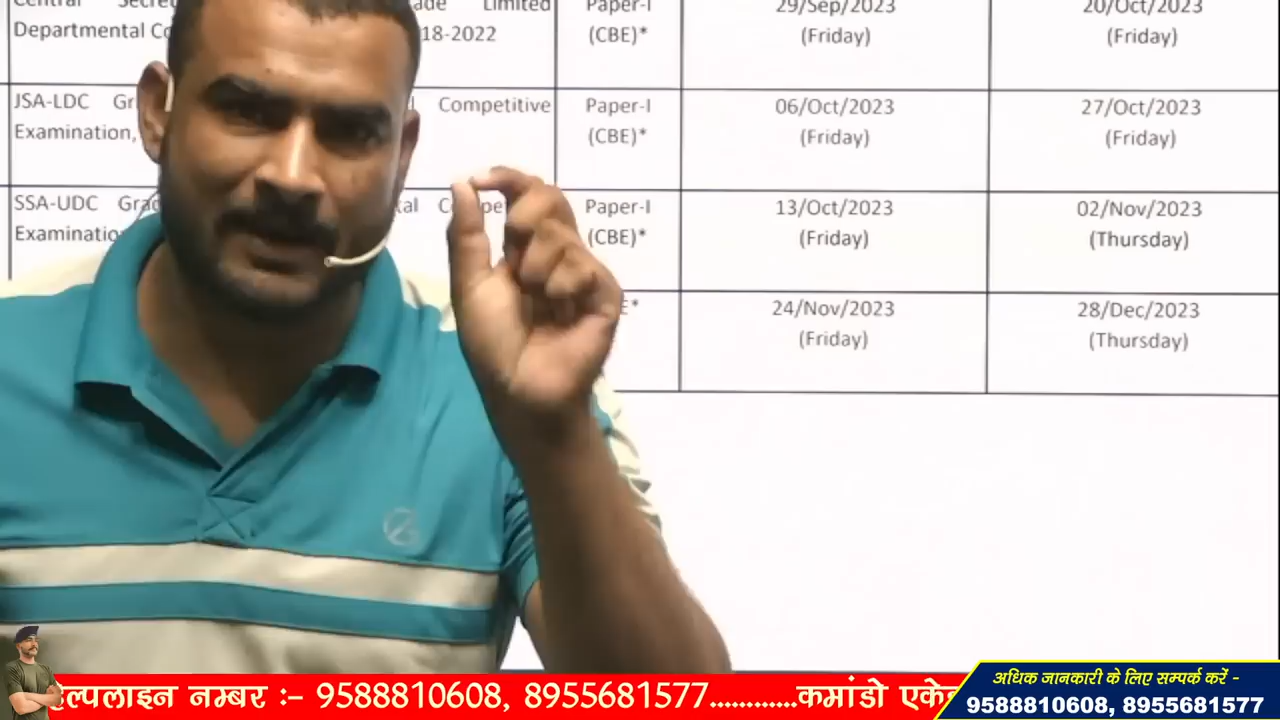 Central
ade Limited
Paper-I
29/Sep/2023
20/Oct/2023
Departmental
18-2022
(CBE)*
(Friday)
(Friday)
JSA-LDC
Competitive
Paper-I
06/Oct/2023
27/Oct/2023
Examination,
(CBE)*
(Friday)
(Friday)
SSA-UDC
Paper-I
13/Oct/2023
02/Nov/2023
(CBE)*
(Friday)
(Thursday)
24/Nov/2023
28/Dec/2023
(Friday)
(Thursday)
हेल्पलाइन नम्बर :- 9588810608, 8955681577............कमांडो
अधिक जानकारी के लिए सम्पर्क करें -
9588810608, 8955681577